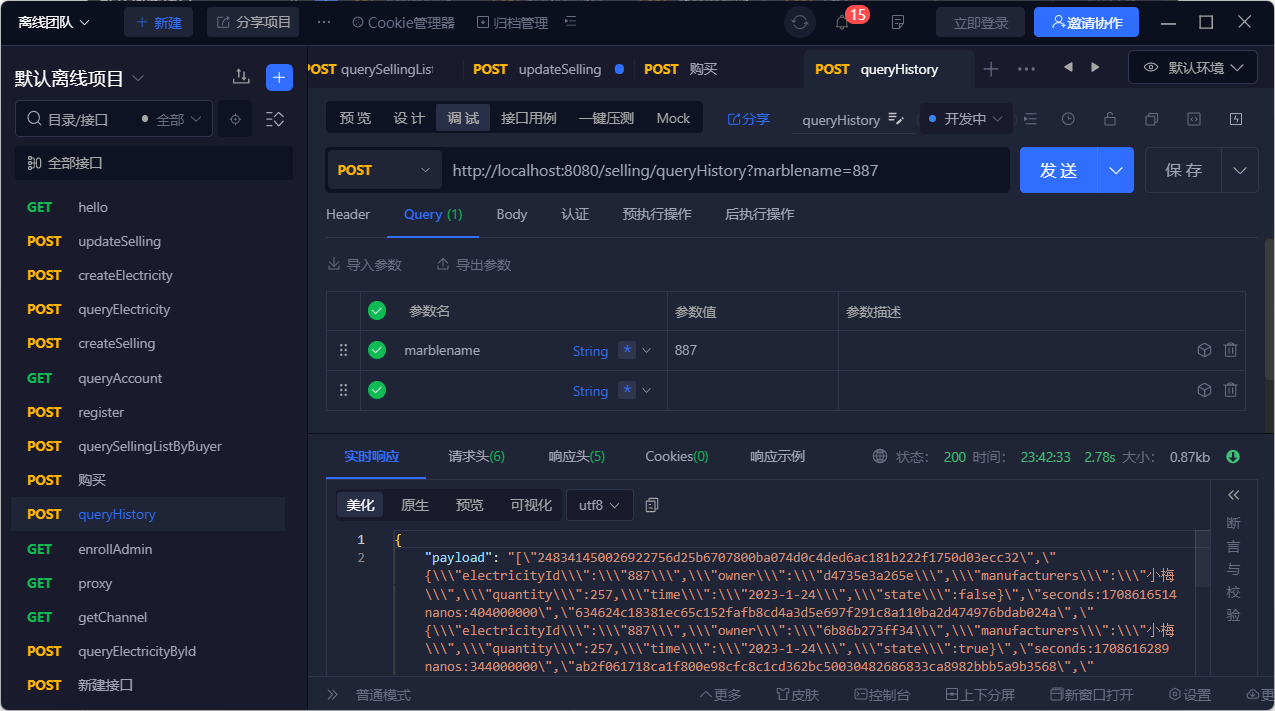 离线团队 新建 分享项目 ··· Cookie管理器 归档管理 15 立即登录 邀请协作
默认离线项目
POST querySellingList POST updateSelling POST 购买 POST queryHistory 默认环境
目录/接口 全部
预览 设计 调试 接口用例 一键压测 Mock 分享 queryHistory 开发中
全部接口
POST http://localhost:8080/selling/queryHistory?marblename=887 发送 保存
GET hello
POST updateSelling
POST createElectricity
POST queryElectricity
POST createSelling
GET queryAccount
POST register
POST querySellingListByBuyer
POST 购买
POST queryHistory
GET enrollAdmin
GET proxy
GET getChannel
POST queryElectricityById
POST 新建接口
Header Query (1) Body 认证 预执行操作 后执行操作
导入参数 导出参数
参数名 参数值 参数描述
marblename String * 887
String *
实时响应 请求头(6) 响应头(5) Cookies(0) 响应示例 状态: 200 时间: 23:42:33 2.78s 大小: 0.87kb
美化 原生 预览 可视化 utf8
断言与校验
1 {
2 "payload": "[\"248341450026922756d25b6707800ba074d0c4ded6ac181b222f1750d03ecc32\",\"
{\\\"electricityId\\\":\\\"887\\\",\\\"owner\\\":\\\"d4735e3a265e\\\",\\\"manufacturers\\\":\\\"小梅
\\\",\\\"quantity\\\":257,\\\"time\\\":\\\"2023-1-24\\\",\\\"state\\\":false}\",\"seconds:1708616514
nanos:404000000\",\"634624c18381ec65c152fafb8cd4a3d5e697f291c8a110ba2d474976bdab024a\",\"
{\\\"electricityId\\\":\\\"887\\\",\\\"owner\\\":\\\"6b86b273ff34\\\",\\\"manufacturers\\\":\\\"小梅
\\\",\\\"quantity\\\":257,\\\"time\\\":\\\"2023-1-24\\\",\\\"state\\\":true}\",\"seconds:1708616289
nanos:344000000\",\"ab2f061718ca1f800e98cfc8c1cd362bc50030482686833ca8982bbb5a9b3568\",\"
普通模式 更多 皮肤 控制台 上下分屏 新窗口打开 设置 更